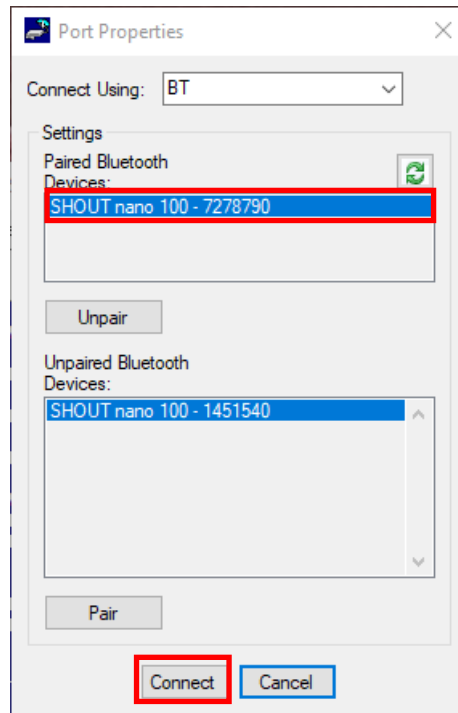 Port Properties
Connect Using: BT
Settings
Paired Bluetooth
Devices:
SHOUT nano 100 - 7278790
Unpair
Unpaired Bluetooth
Devices:
SHOUT nano 100 - 1451540
Pair
Connect Cancel